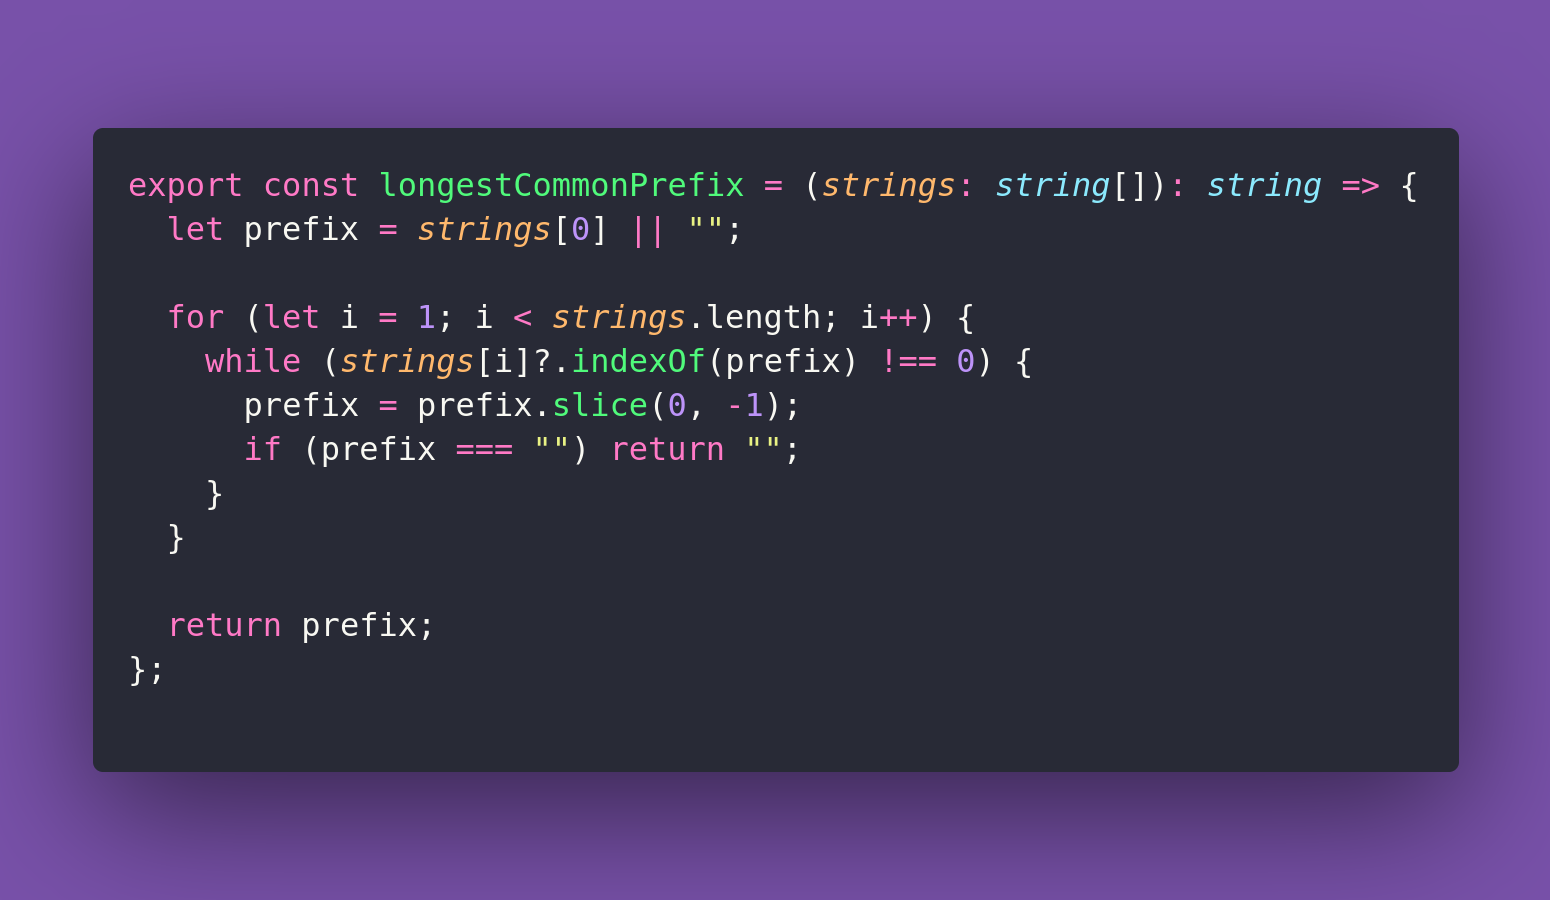 export const longestCommonPrefix = (strings: string[]): string => {
  let prefix = strings[0] || "";

  for (let i = 1; i < strings.length; i++) {
    while (strings[i]?.indexOf(prefix) !== 0) {
      prefix = prefix.slice(0, -1);
      if (prefix === "") return "";
    }
  }

  return prefix;
};